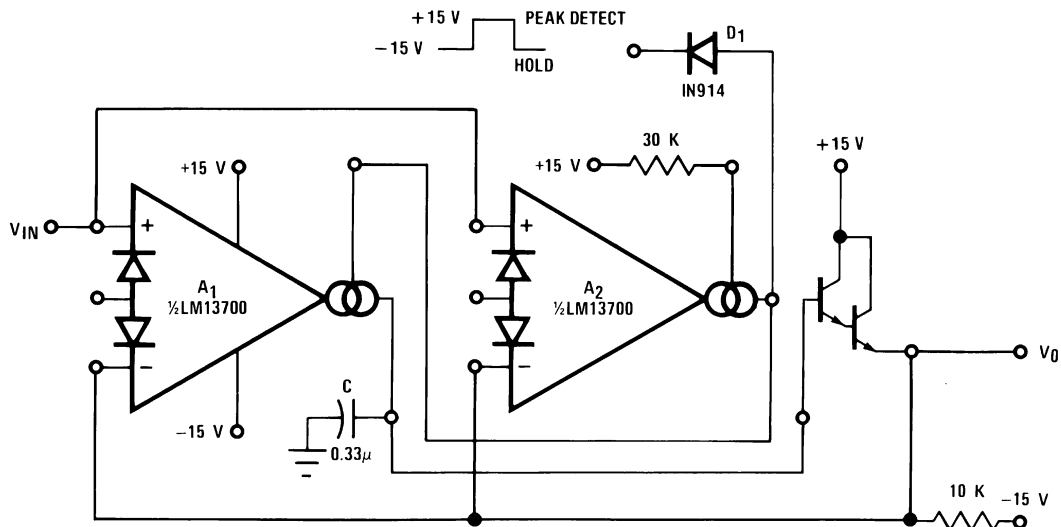 +15 V
PEAK DETECT
−15 V
HOLD
D1
IN914
30 K
+15 V
+15 V
+15 V
VIN
+
A1
½LM13700
−
−15 V
C
0.33µ
+
A2
½LM13700
−
VO
10 K
−15 V